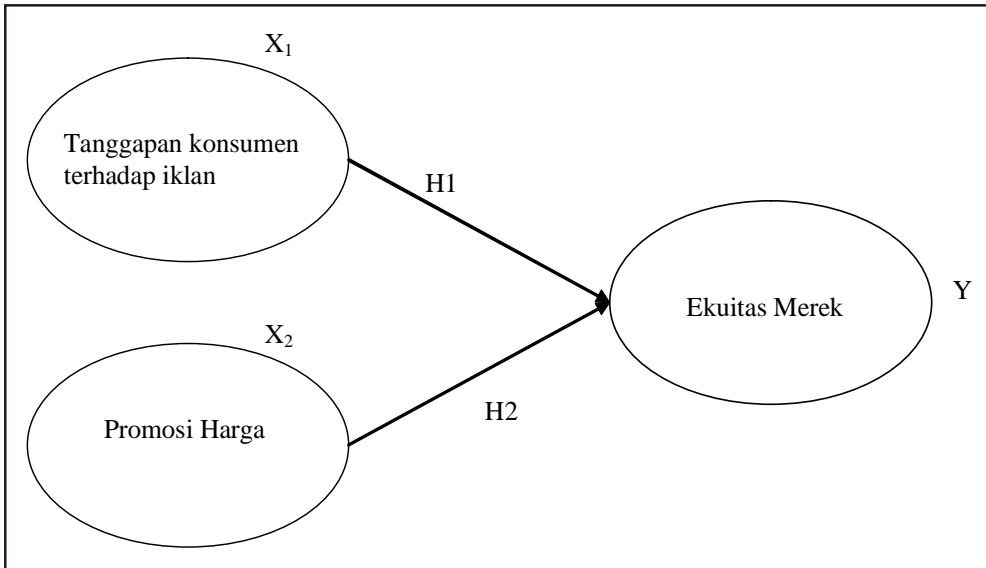 X₁
Tanggapan konsumen
terhadap iklan
H1
Y
Ekuitas Merek
X₂
Promosi Harga
H2